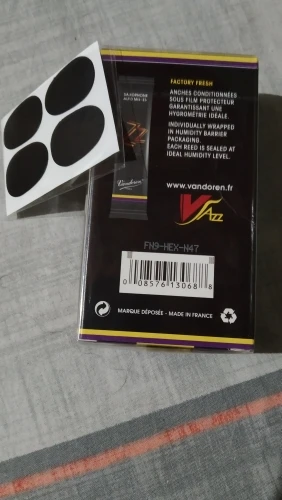 FACTORY FRESH
ANCHES CONDITIONNÉES
SOUS FILM PROTECTEUR
GARANTISSANT UNE
HYGROMÉTRIE IDÉALE.
INDIVIDUALLY WRAPPED
IN HUMIDITY BARRIER
PACKAGING.
EACH REED IS SEALED AT
IDEAL HUMIDITY LEVEL.
Vandoren
www.vandoren.fr
V JAZZ
FN9-HEX-N47
0 08576 13068 8
MARQUE DÉPOSÉE - MADE IN FRANCE